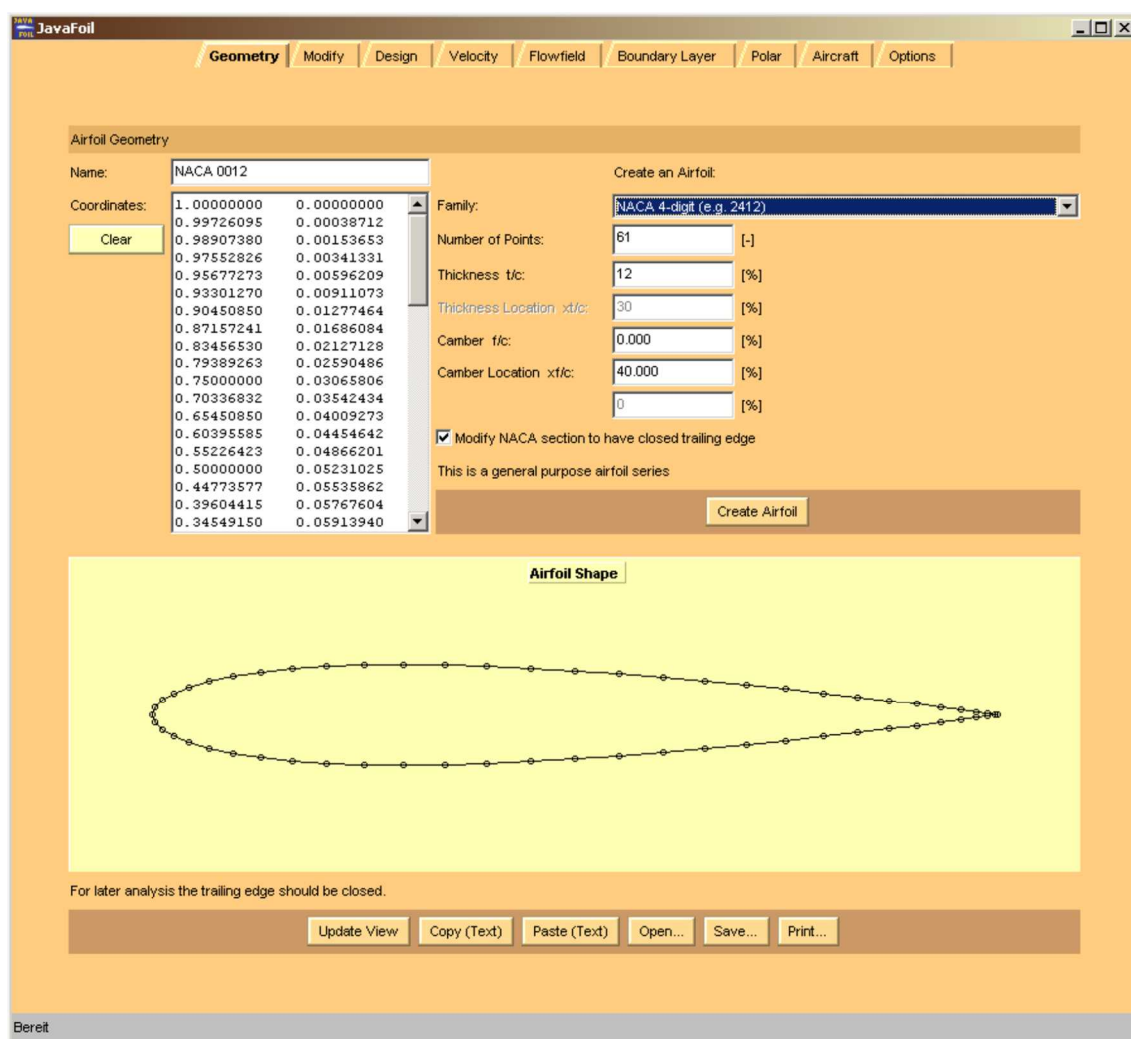 JAVA FOIL JavaFoil
Geometry Modify Design Velocity Flowfield Boundary Layer Polar Aircraft Options
Airfoil Geometry
Name: NACA 0012 Create an Airfoil:
Coordinates: 1.00000000 0.00000000 Family: NACA 4-digit (e.g. 2412)
0.99726095 0.00038712
Clear 0.98907380 0.00153653 Number of Points: 61 [-]
0.97552826 0.00341331
0.95677273 0.00596209 Thickness t/c: 12 [%]
0.93301270 0.00911073
0.90450850 0.01277464 Thickness Location xt/c: 30 [%]
0.87157241 0.01686084
0.83456530 0.02127128 Camber f/c: 0.000 [%]
0.79389263 0.02590486
0.75000000 0.03065806 Camber Location xf/c: 40.000 [%]
0.70336832 0.03542434
0.65450850 0.04009273 0 [%]
0.60395585 0.04454642 Modify NACA section to have closed trailing edge
0.55226423 0.04866201
0.50000000 0.05231025 This is a general purpose airfoil series
0.44773577 0.05535862
0.39604415 0.05767604 Create Airfoil
0.34549150 0.05913940
Airfoil Shape
For later analysis the trailing edge should be closed.
Update View Copy (Text) Paste (Text) Open... Save... Print...
Bereit